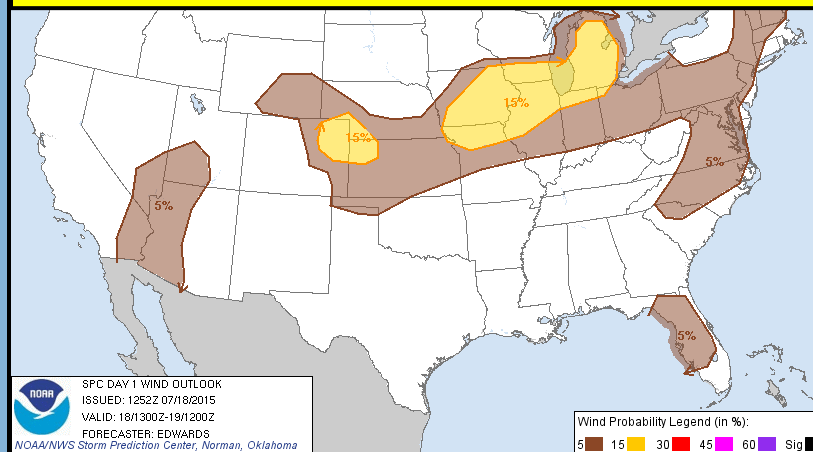 15%
15%
5%
5%
5%
NOAA
SPC DAY 1 WIND OUTLOOK
ISSUED: 1252Z 07/18/2015
VALID: 18/1300Z-19/1200Z
FORECASTER: EDWARDS
NOAA/NWS Storm Prediction Center, Norman, Oklahoma
Wind Probability Legend (in %):
5 15 30 45 60 Sig